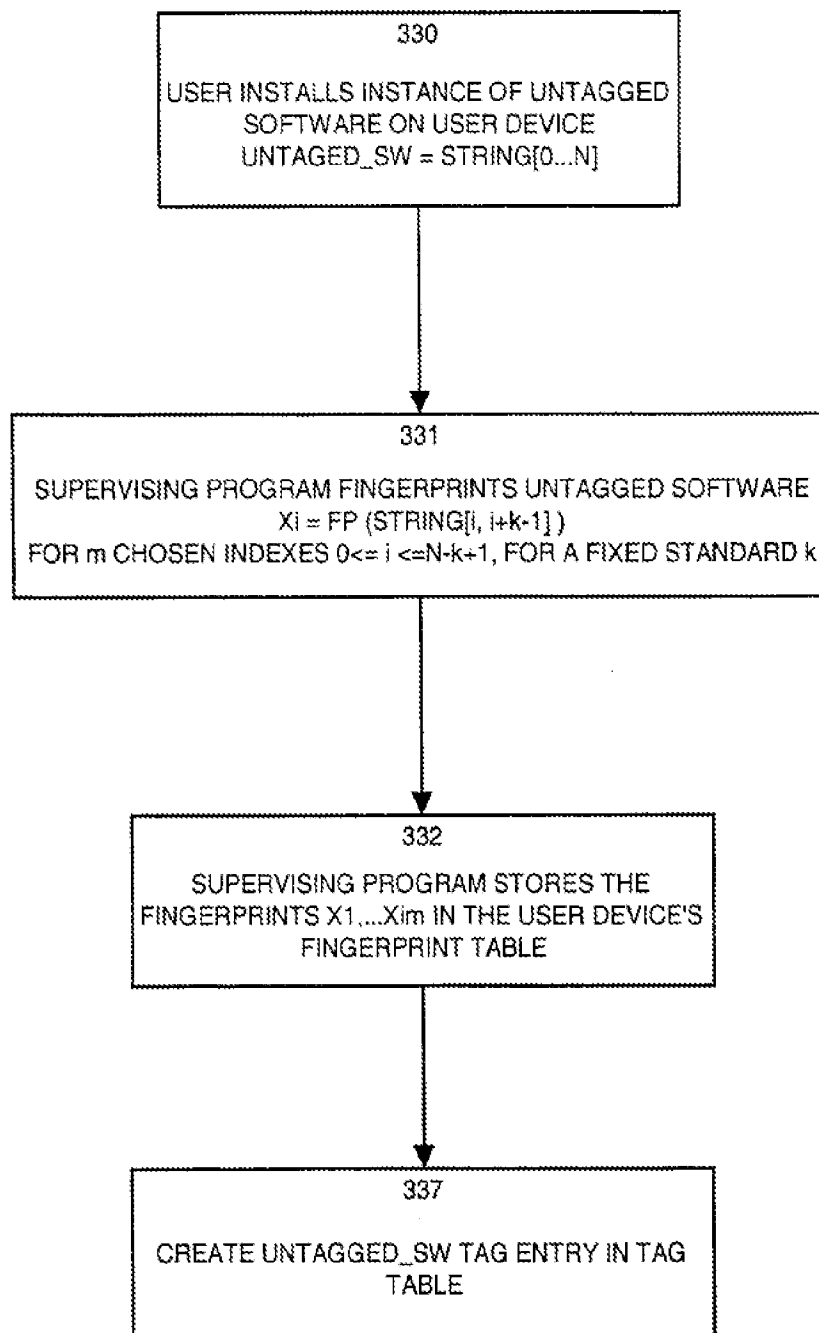 330
USER INSTALLS INSTANCE OF UNTAGGED
SOFTWARE ON USER DEVICE
UNTAGED_SW = STRING[0...N]
331
SUPERVISING PROGRAM FINGERPRINTS UNTAGGED SOFTWARE
Xi = FP (STRING[i, i+k-1] )
FOR m CHOSEN INDEXES 0<= i <=N-k+1, FOR A FIXED STANDARD k
332
SUPERVISING PROGRAM STORES THE
FINGERPRINTS X1,...Xim IN THE USER DEVICE'S
FINGERPRINT TABLE
337
CREATE UNTAGGED_SW TAG ENTRY IN TAG
TABLE